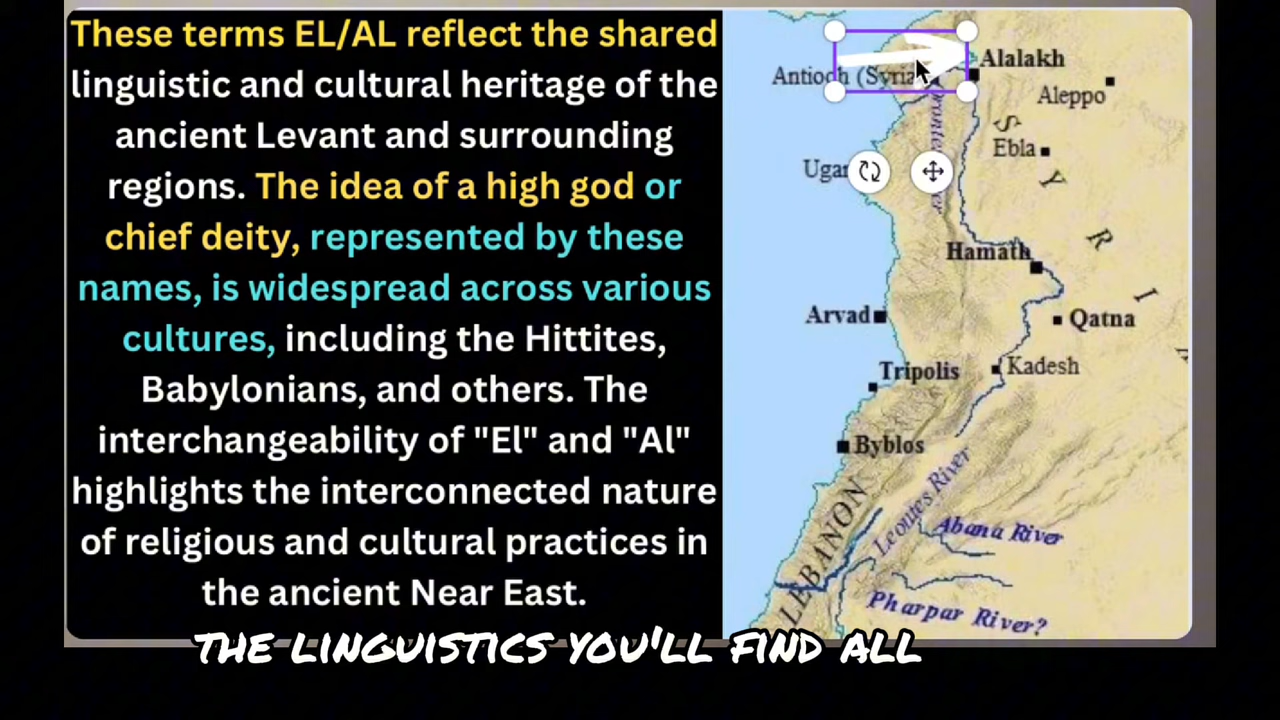 These terms EL/AL reflect the shared
linguistic and cultural heritage of the
ancient Levant and surrounding
regions. The idea of a high god or
chief deity, represented by these
names, is widespread across various
cultures, including the Hittites,
Babylonians, and others. The
interchangeability of "El" and "Al"
highlights the interconnected nature
of religious and cultural practices in
the ancient Near East.
Alalakh
Antioch (Syria
Aleppo
Ebla
SYRIA
Hamath
Arvad
Qatna
Tripolis
Kadesh
Byblos
LEBANON
Leontes River
Abana River
Pharpar River?
THE LINGUISTICS YOU'LL FIND ALL